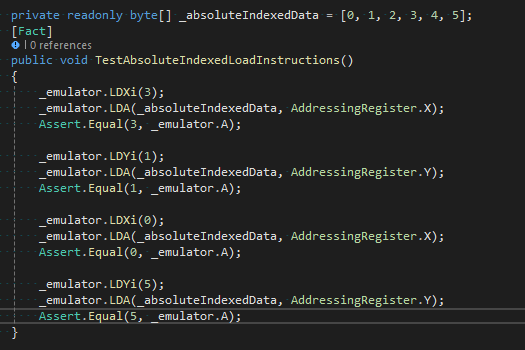 private readonly byte[] _absoluteIndexedData = [0, 1, 2, 3, 4, 5];
[Fact]
| 0 references
public void TestAbsoluteIndexedLoadInstructions()
{
_emulator.LDXi(3);
_emulator.LDA(_absoluteIndexedData, AddressingRegister.X);
Assert.Equal(3, _emulator.A);
_emulator.LDYi(1);
_emulator.LDA(_absoluteIndexedData, AddressingRegister.Y);
Assert.Equal(1, _emulator.A);
_emulator.LDXi(0);
_emulator.LDA(_absoluteIndexedData, AddressingRegister.X);
Assert.Equal(0, _emulator.A);
_emulator.LDYi(5);
_emulator.LDA(_absoluteIndexedData, AddressingRegister.Y);
Assert.Equal(5, _emulator.A);
}